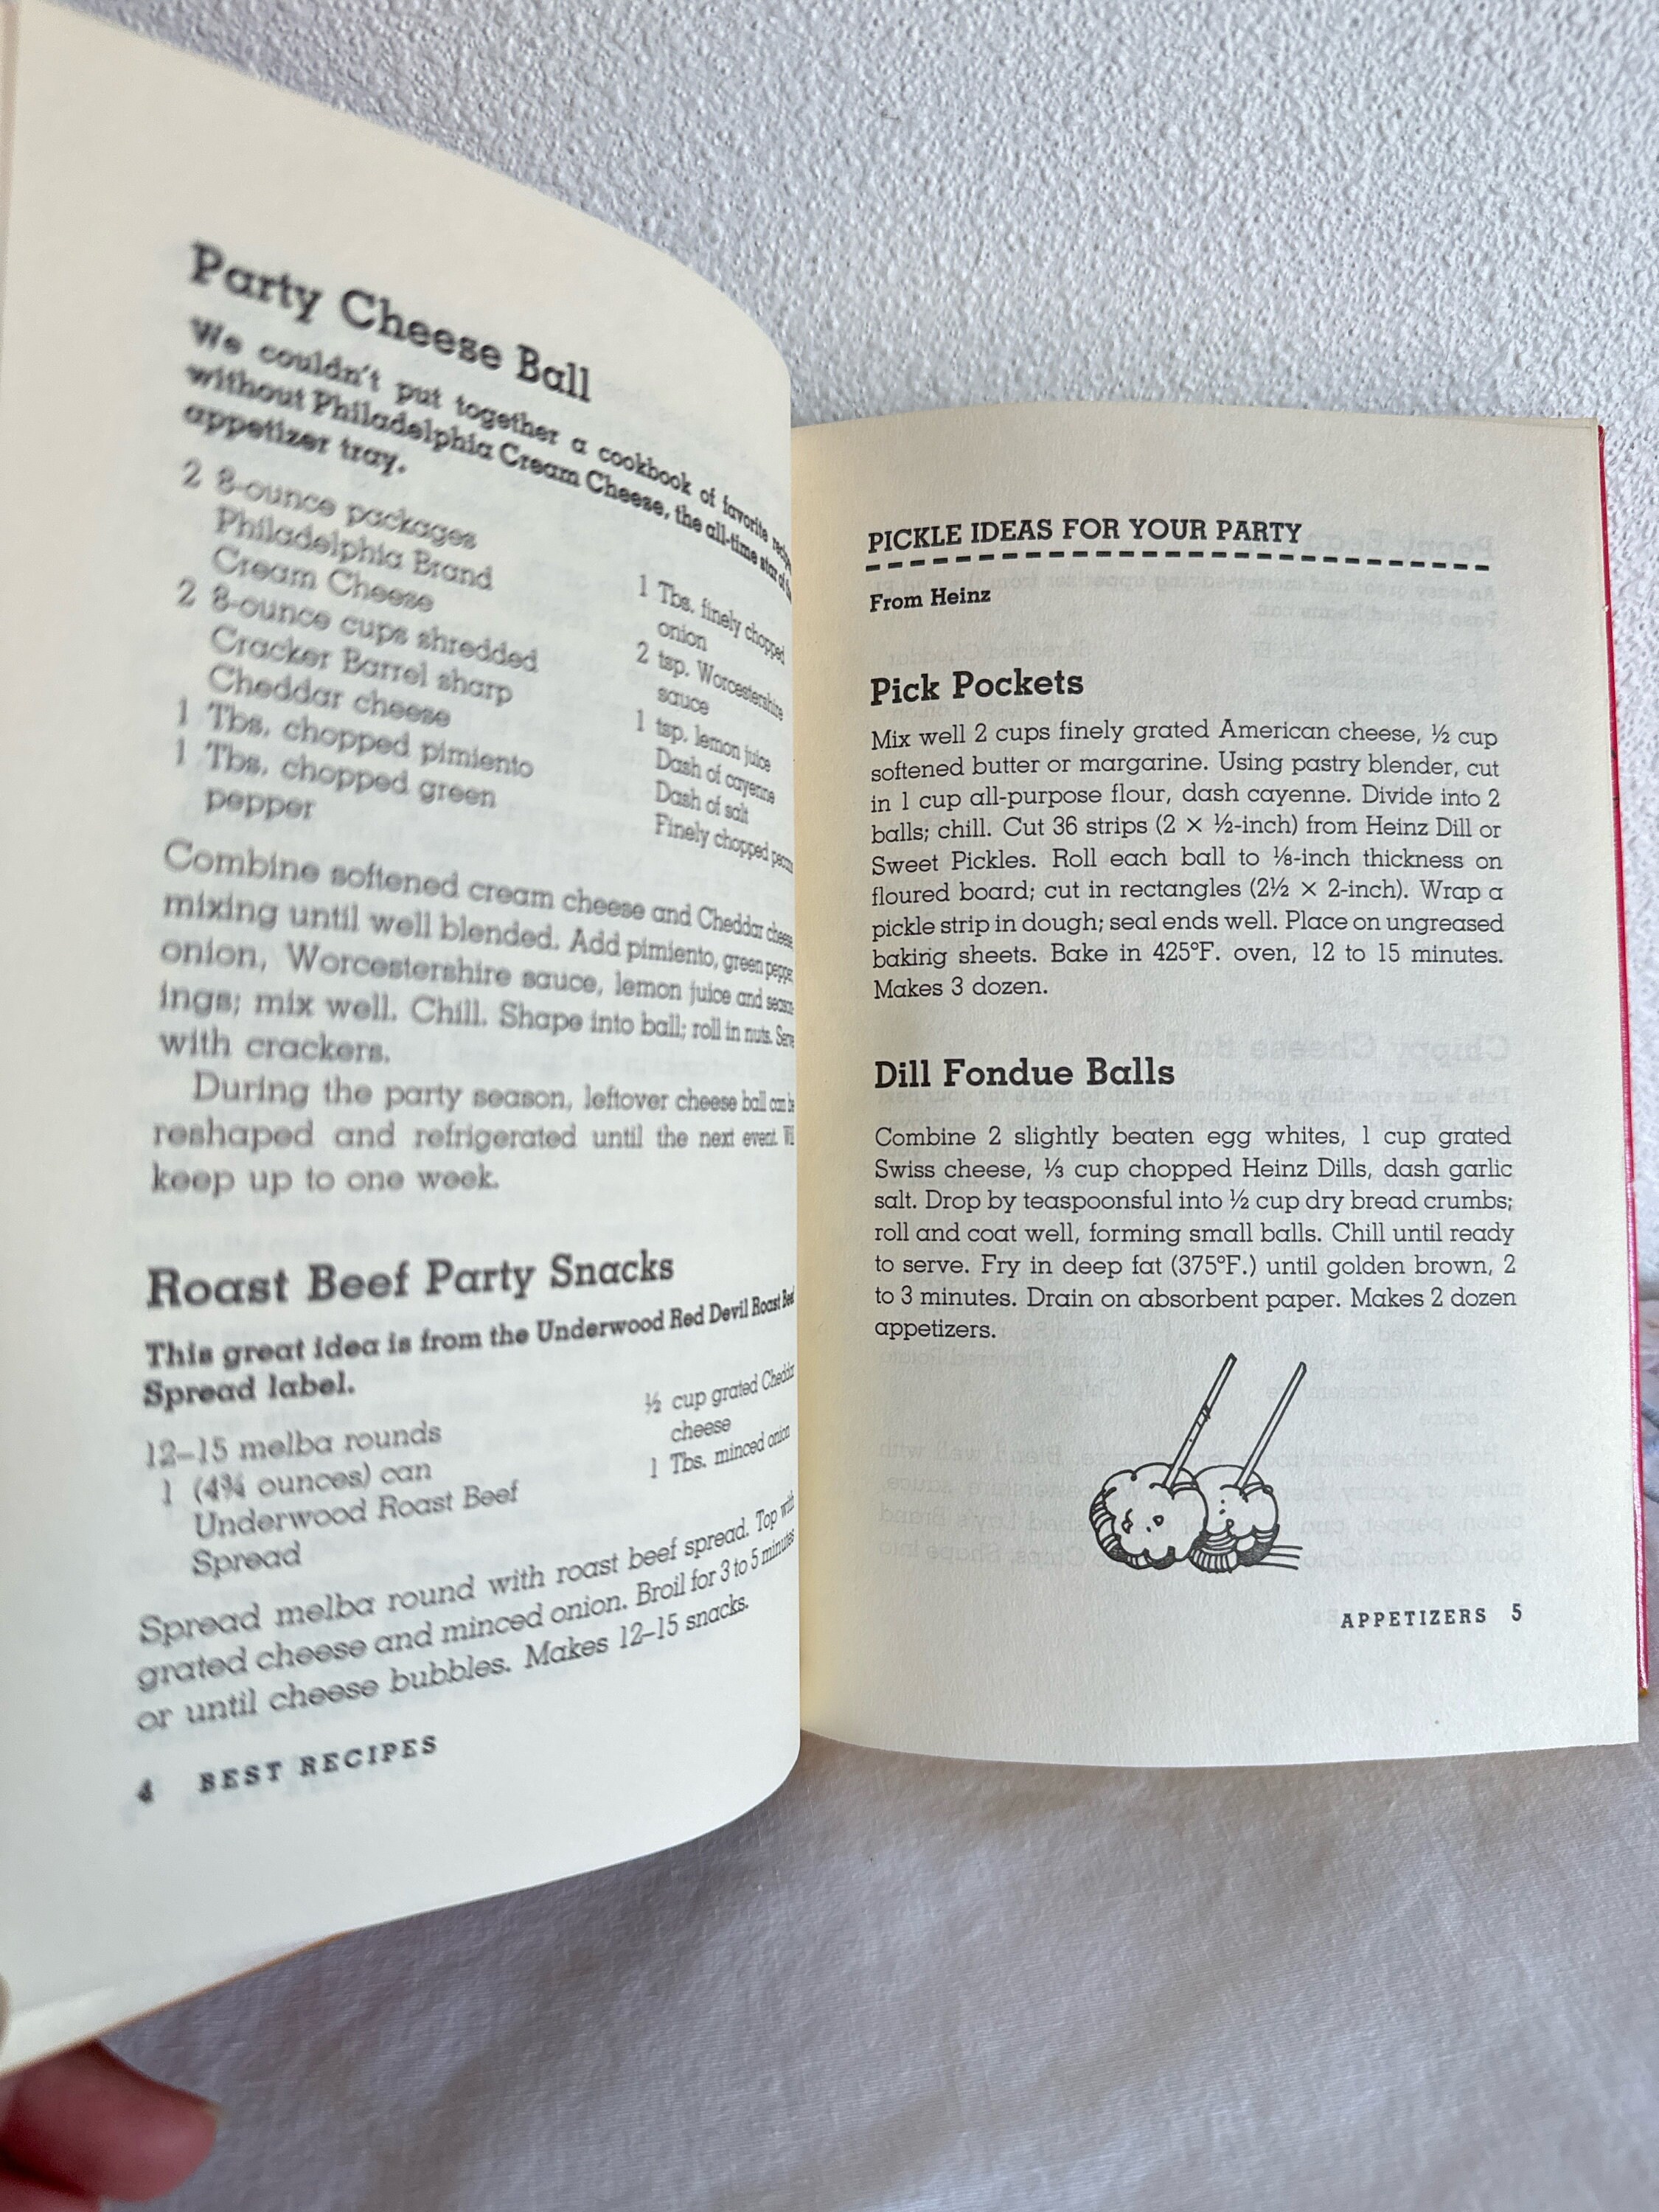 Party Cheese Ball
We couldn't put together a cookbook of favorite
without Philadelphia Cream Cheese, the all-time star of
appetizer tray.
2 8-ounce packages
Philadelphia Brand
Cream Cheese
2 8-ounce cups shredded
Cracker Barrel sharp
Cheddar cheese
1 Tbs. chopped pimiento
1 Tbs. chopped green
pepper
1 Tbs. finely chopped
onion
2 tsp. Worcestershire
sauce
1 tsp. lemon juice
Dash of cayenne
Dash of salt
Finely chopped
Combine softened cream cheese and Cheddar cheese
mixing until well blended. Add pimiento, green
onion, Worcestershire sauce, lemon juice and
ings; mix well. Chill. Shape into ball; roll in nuts. Serve
with crackers.
During the party season, leftover cheese ball can be
reshaped and refrigerated until the next event.
keep up to one week.
Roast Beef Party Snacks
This great idea is from the Underwood Red Devil Roast Beef
Spread label.
12–15 melba rounds
1 (4¾ ounces) can
Underwood Roast Beef
Spread
½ cup grated Cheddar
cheese
1 Tbs. minced onion
Spread melba round with roast beef spread. Top with
grated cheese and minced onion. Broil for 3 to 5 minutes
or until cheese bubbles. Makes 12–15 snacks.
4 BEST RECIPES
PICKLE IDEAS FOR YOUR PARTY
From Heinz
Pick Pockets
Mix well 2 cups finely grated American cheese, ½ cup
softened butter or margarine. Using pastry blender, cut
in 1 cup all-purpose flour, dash cayenne. Divide into 2
balls; chill. Cut 36 strips (2 × ½-inch) from Heinz Dill or
Sweet Pickles. Roll each ball to ⅛-inch thickness on
floured board; cut in rectangles (2½ × 2-inch). Wrap a
pickle strip in dough; seal ends well. Place on ungreased
baking sheets. Bake in 425°F. oven, 12 to 15 minutes.
Makes 3 dozen.
Dill Fondue Balls
Combine 2 slightly beaten egg whites, 1 cup grated
Swiss cheese, ⅓ cup chopped Heinz Dills, dash garlic
salt. Drop by teaspoonsful into ½ cup dry bread crumbs;
roll and coat well, forming small balls. Chill until ready
to serve. Fry in deep fat (375°F.) until golden brown, 2
to 3 minutes. Drain on absorbent paper. Makes 2 dozen
appetizers.
APPETIZERS 5